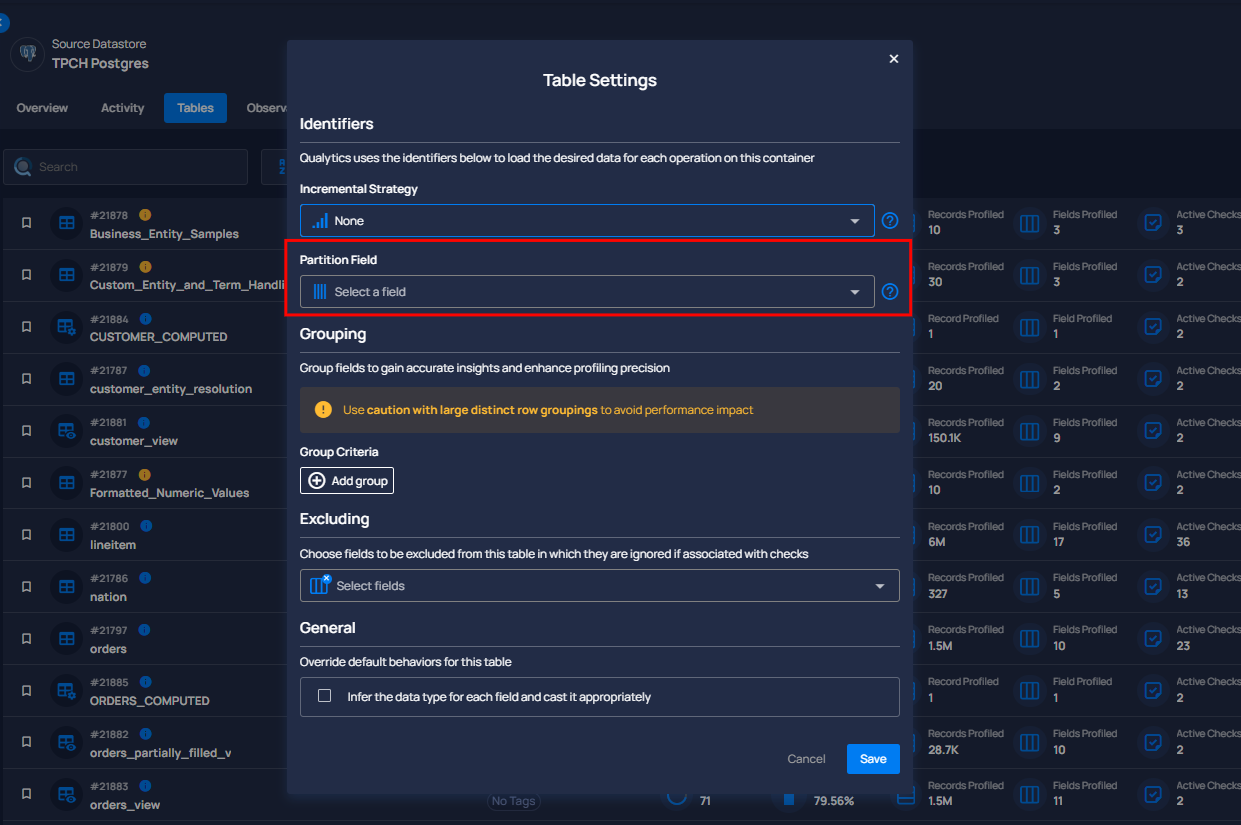 Source Datastore
TPCH Postgres
Overview Activity Tables Observ
Search
#21878
Business_Entity_Samples
Records Profiled Fields Profiled Active Checks
10 3 3
#21879
Custom_Entity_and_Term_Handli
Records Profiled Fields Profiled Active Checks
30 3 2
#21884
CUSTOMER_COMPUTED
Record Profiled Field Profiled Active Checks
1 1 2
#21787
customer_entity_resolution
Records Profiled Fields Profiled Active Checks
20 2 2
#21881
customer_view
Records Profiled Fields Profiled Active Checks
150.1K 9 2
#21877
Formatted_Numeric_Values
Records Profiled Fields Profiled Active Checks
10 2 2
#21800
lineitem
Records Profiled Fields Profiled Active Checks
6M 17 36
#21786
nation
Records Profiled Fields Profiled Active Checks
327 5 13
#21797
orders
Records Profiled Fields Profiled Active Checks
1.5M 10 23
#21885
ORDERS_COMPUTED
Record Profiled Field Profiled Active Checks
1 1 2
#21882
orders_partially_filled_v
Records Profiled Fields Profiled Active Checks
28.7K 10 2
#21883
orders_view
No Tags 71 79.56%
Records Profiled Fields Profiled Active Checks
1.5M 11 2
Table Settings
Identifiers
Qualytics uses the identifiers below to load the desired data for each operation on this container
Incremental Strategy
None
Partition Field
Select a field
Grouping
Group fields to gain accurate insights and enhance profiling precision
Use caution with large distinct row groupings to avoid performance impact
Group Criteria
Add group
Excluding
Choose fields to be excluded from this table in which they are ignored if associated with checks
Select fields
General
Override default behaviors for this table
Infer the data type for each field and cast it appropriately
Cancel Save